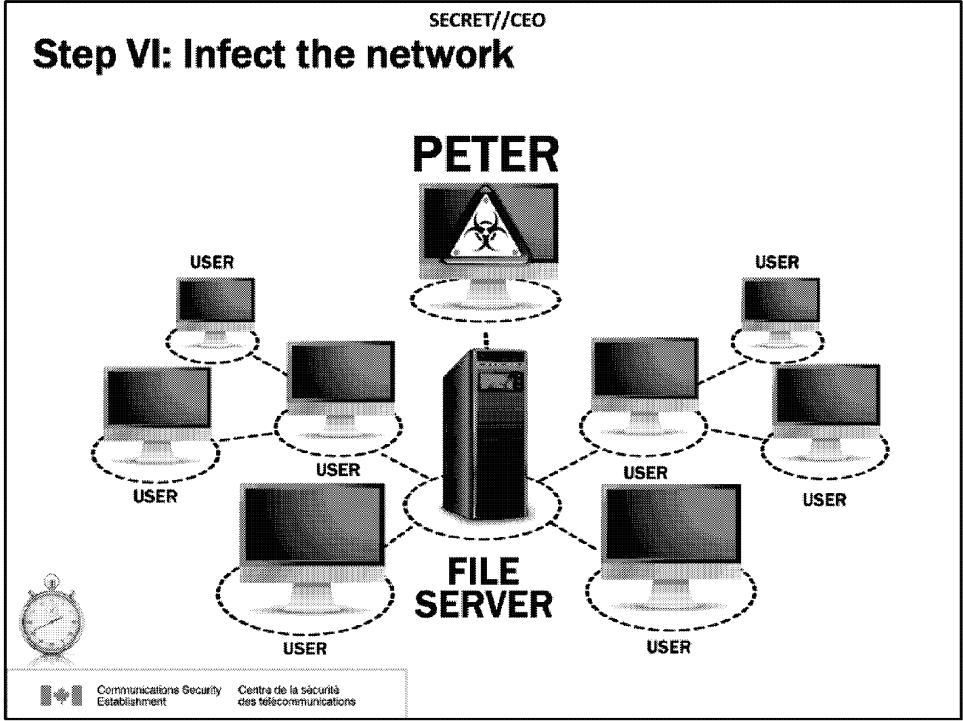 SECRET//CEO
Step VI: Infect the network
PETER
USER
USER
USER
USER
USER
USER
FILE
SERVER
USER
USER
Communications Security
Establishment
Centre de la sécurité
des télécommunications